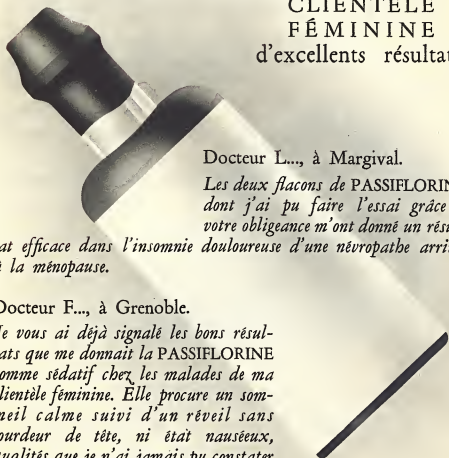 CLIENTÈLE
FÉMININE
d'excellents résultat
Docteur L..., à Margival.
Les deux flacons de PASSIFLORIN
dont j'ai pu faire l'essai grâce
votre obligeance m'ont donné un résu
at efficace dans l'insomnie douloureuse d'une névropathe arri
à la ménopause.
Docteur F..., à Grenoble.
Je vous ai déjà signalé les bons résul-
ats que me donnait la PASSIFLORINE
omme sédatif chez les malades de ma
lientèle féminine. Elle procure un som-
meil calme suivi d'un réveil sans
ourdeur de tête, ni état nauséeux,
ualités que je n'ai jamais pu constater